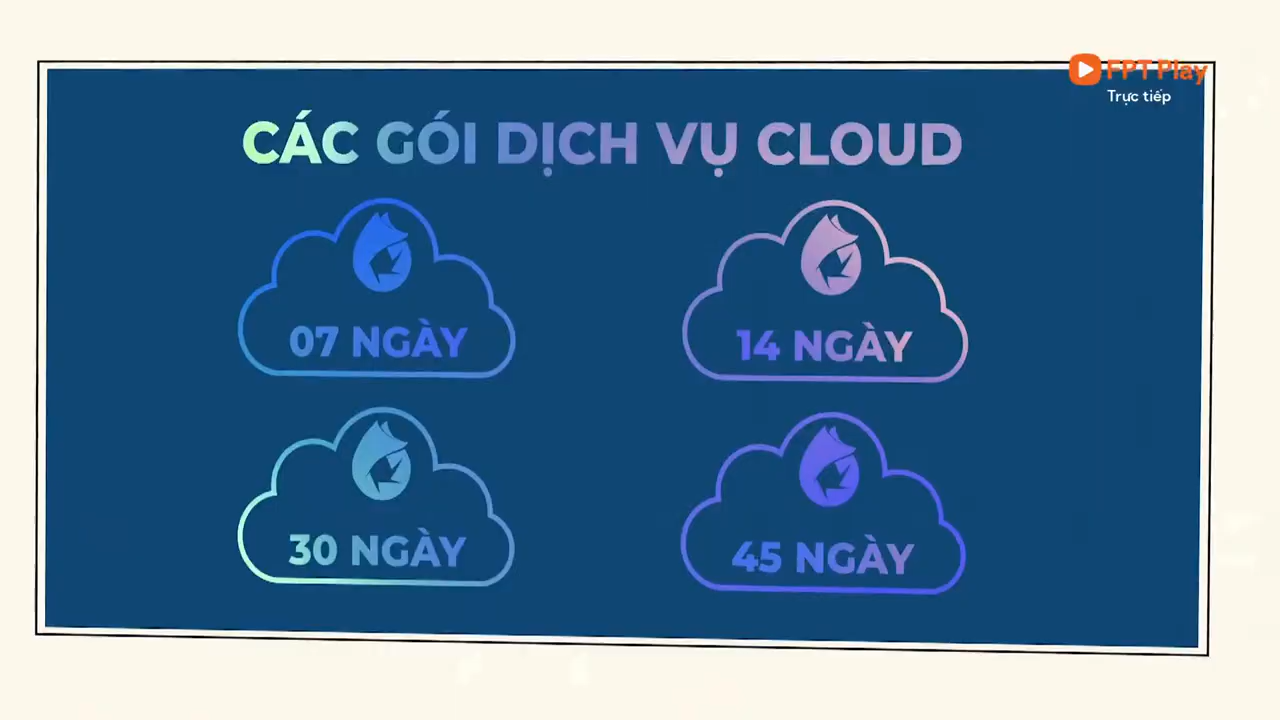 FPT Play
Trực tiếp
CÁC GÓI DỊCH VỤ CLOUD
07 NGÀY
14 NGÀY
30 NGÀY
45 NGÀY